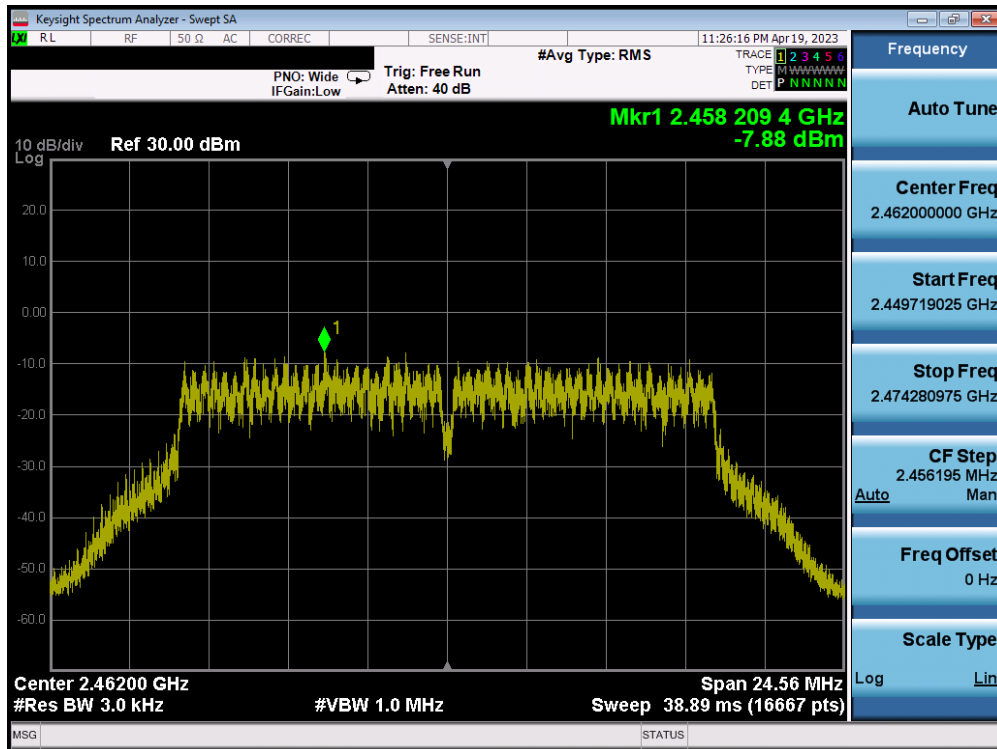 Keysight Spectrum Analyzer - Swept SA
LXI RL RF 50 Ω AC CORREC SENSE:INT 11:26:16 PM Apr 19, 2023
#Avg Type: RMS TRACE 1 2 3 4 5 6
PNO: Wide Trig: Free Run TYPE M WWWWW
IFGain:Low Atten: 40 dB DET P N N N N N
Mkr1 2.458 209 4 GHz
-7.88 dBm
10 dB/div Ref 30.00 dBm
Log
20.0
10.0
0.00
1
-10.0
-20.0
-30.0
-40.0
-50.0
-60.0
Center 2.46200 GHz Span 24.56 MHz
#Res BW 3.0 kHz #VBW 1.0 MHz Sweep 38.89 ms (16667 pts)
MSG STATUS
Frequency
Auto Tune
Center Freq
2.462000000 GHz
Start Freq
2.449719025 GHz
Stop Freq
2.474280975 GHz
CF Step
2.456195 MHz
Auto Man
Freq Offset
0 Hz
Scale Type
Log Lin